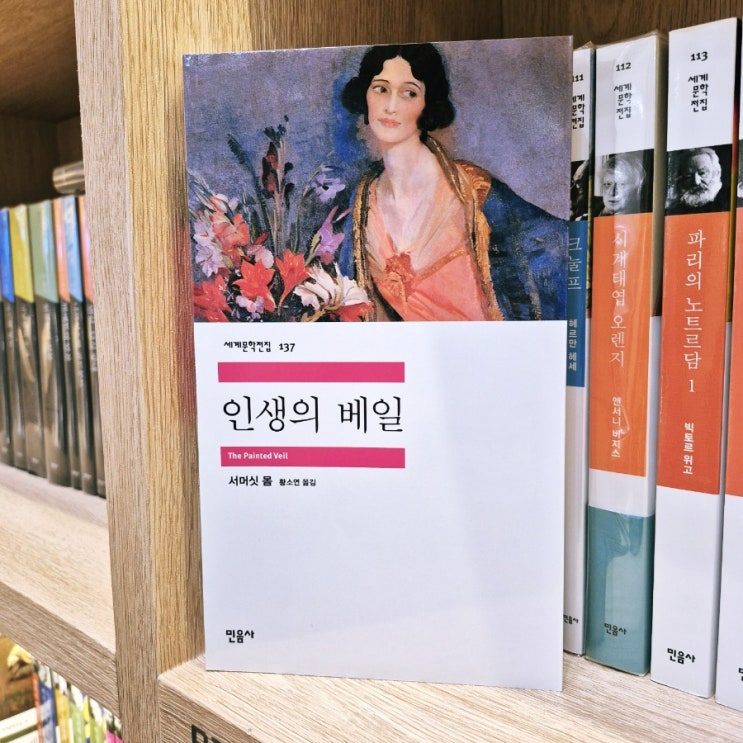 세계문학전집 137
인생의 베일
The Painted Veil
서머싯 몸 황소연 옮김
민음사
111
세계
문학
전집
크눌프
헤르만 헤세
민음사
112
세계
문학
전집
시계태엽 오렌지
앤서니 버지스
민음사
113
세계
문학
전집
파리의 노트르담 1
빅토르 위고
민음사